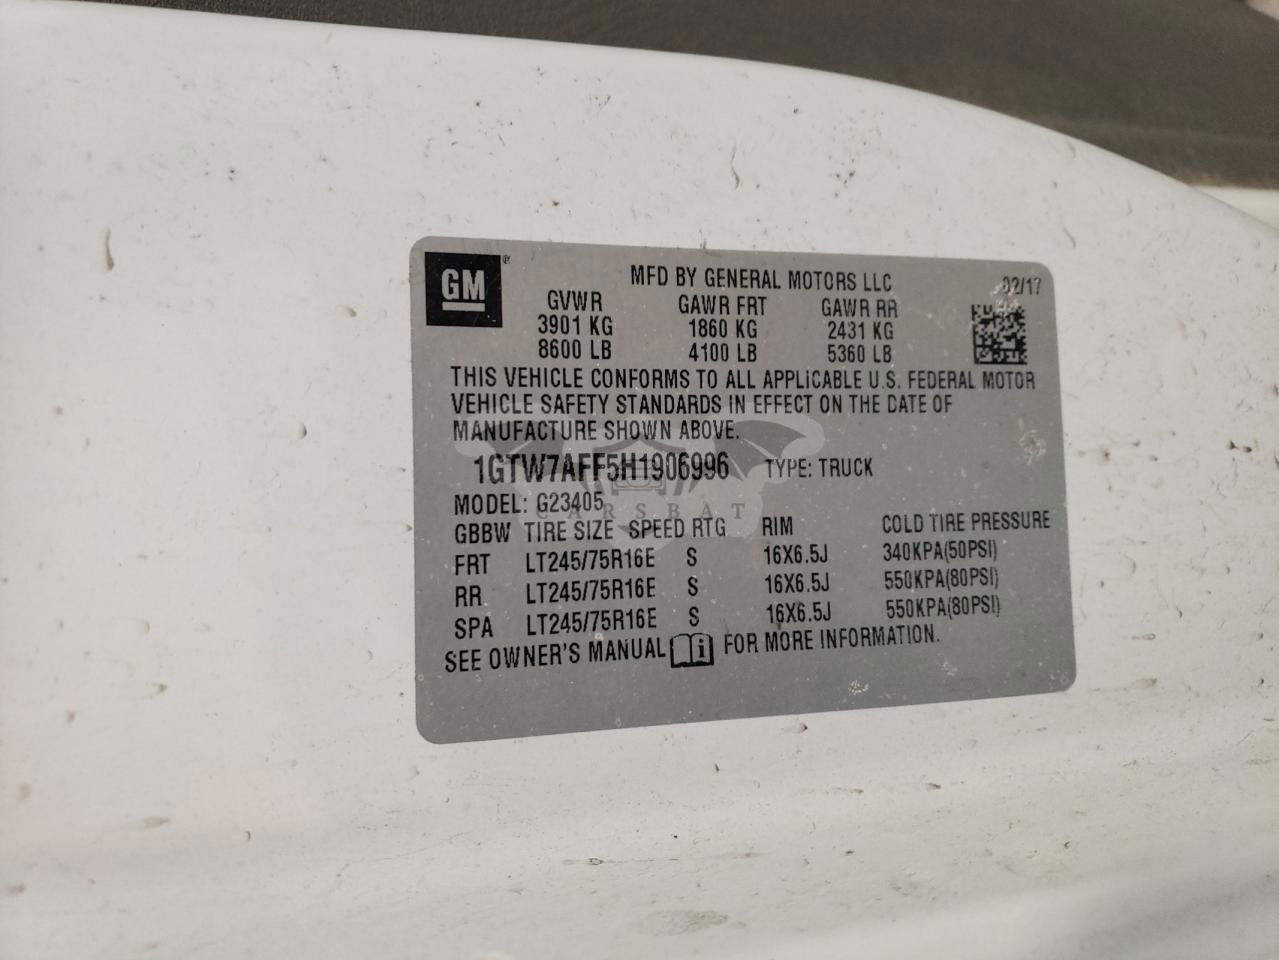 GM®
MFD BY GENERAL MOTORS LLC 02/17
GVWR GAWR FRT GAWR RR
3901 KG 1860 KG 2431 KG
8600 LB 4100 LB 5360 LB
THIS VEHICLE CONFORMS TO ALL APPLICABLE U.S. FEDERAL MOTOR
VEHICLE SAFETY STANDARDS IN EFFECT ON THE DATE OF
MANUFACTURE SHOWN ABOVE.
1GTW7AFF5H1906996 TYPE: TRUCK
MODEL: G23405
CARSBAT
GBBW TIRE SIZE SPEED RTG RIM COLD TIRE PRESSURE
FRT LT245/75R16E S 16X6.5J 340KPA(50PSI)
RR LT245/75R16E S 16X6.5J 550KPA(80PSI)
SPA LT245/75R16E S 16X6.5J 550KPA(80PSI)
SEE OWNER'S MANUAL i FOR MORE INFORMATION.